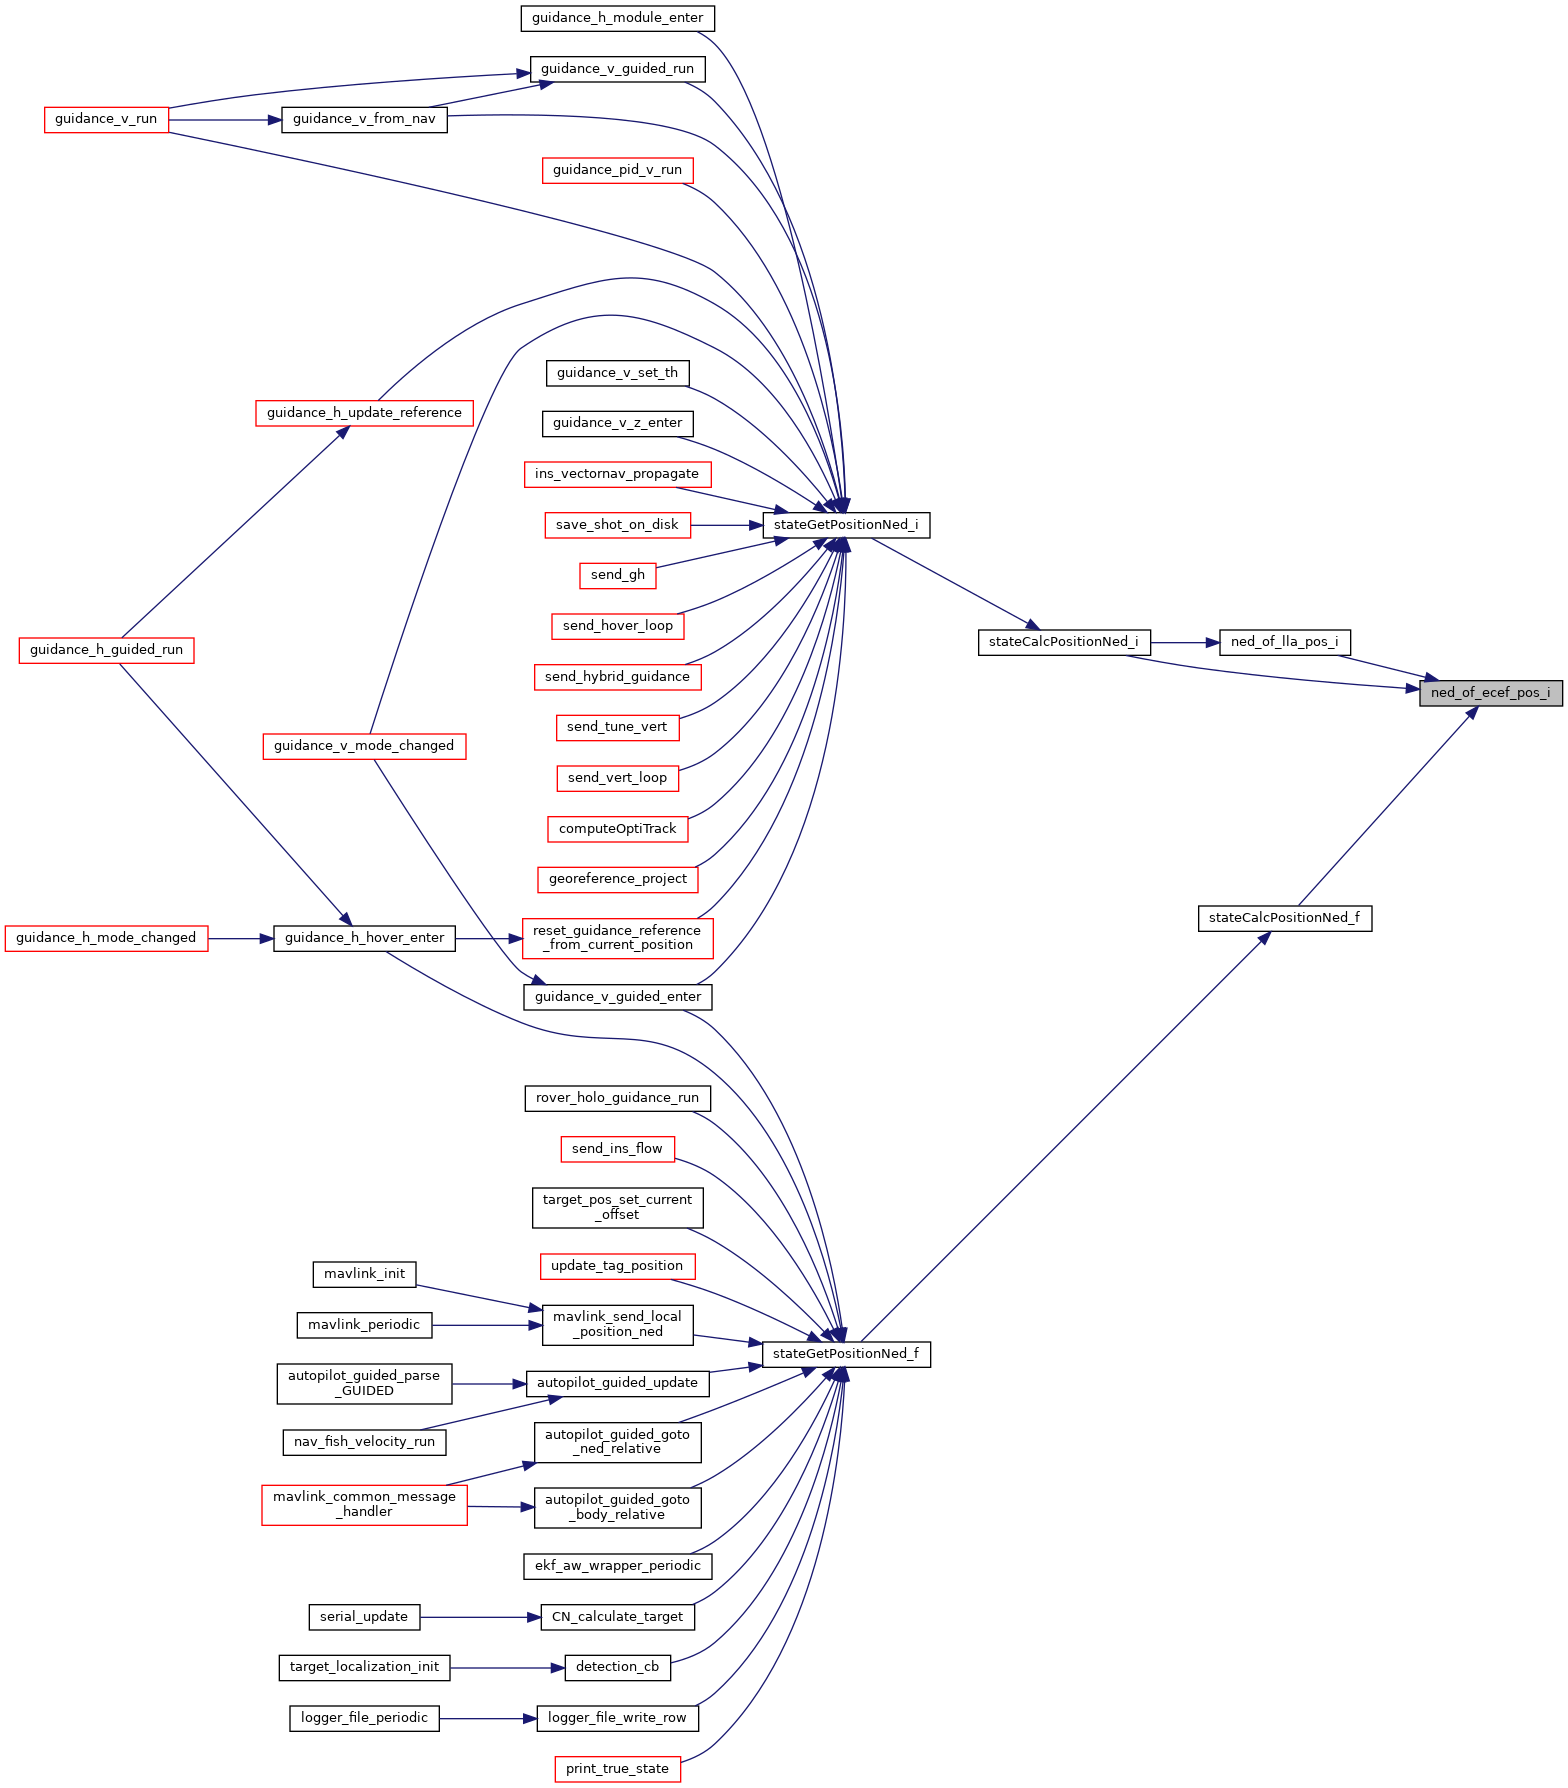 guidance_h_module_enter
guidance_v_guided_run
guidance_v_run
guidance_v_from_nav
guidance_pid_v_run
guidance_v_set_th
guidance_h_update_reference
guidance_v_z_enter
ins_vectornav_propagate
save_shot_on_disk
stateGetPositionNed_i
send_gh
send_hover_loop
stateCalcPositionNed_i
ned_of_lla_pos_i
guidance_h_guided_run
send_hybrid_guidance
ned_of_ecef_pos_i
send_tune_vert
guidance_v_mode_changed
send_vert_loop
computeOptiTrack
georeference_project
stateCalcPositionNed_f
reset_guidance_reference
_from_current_position
guidance_h_mode_changed
guidance_h_hover_enter
guidance_v_guided_enter
rover_holo_guidance_run
send_ins_flow
target_pos_set_current
_offset
update_tag_position
mavlink_init
mavlink_send_local
_position_ned
mavlink_periodic
stateGetPositionNed_f
autopilot_guided_parse
_GUIDED
autopilot_guided_update
nav_fish_velocity_run
autopilot_guided_goto
_ned_relative
mavlink_common_message
_handler
autopilot_guided_goto
_body_relative
ekf_aw_wrapper_periodic
serial_update
CN_calculate_target
target_localization_init
detection_cb
logger_file_periodic
logger_file_write_row
print_true_state